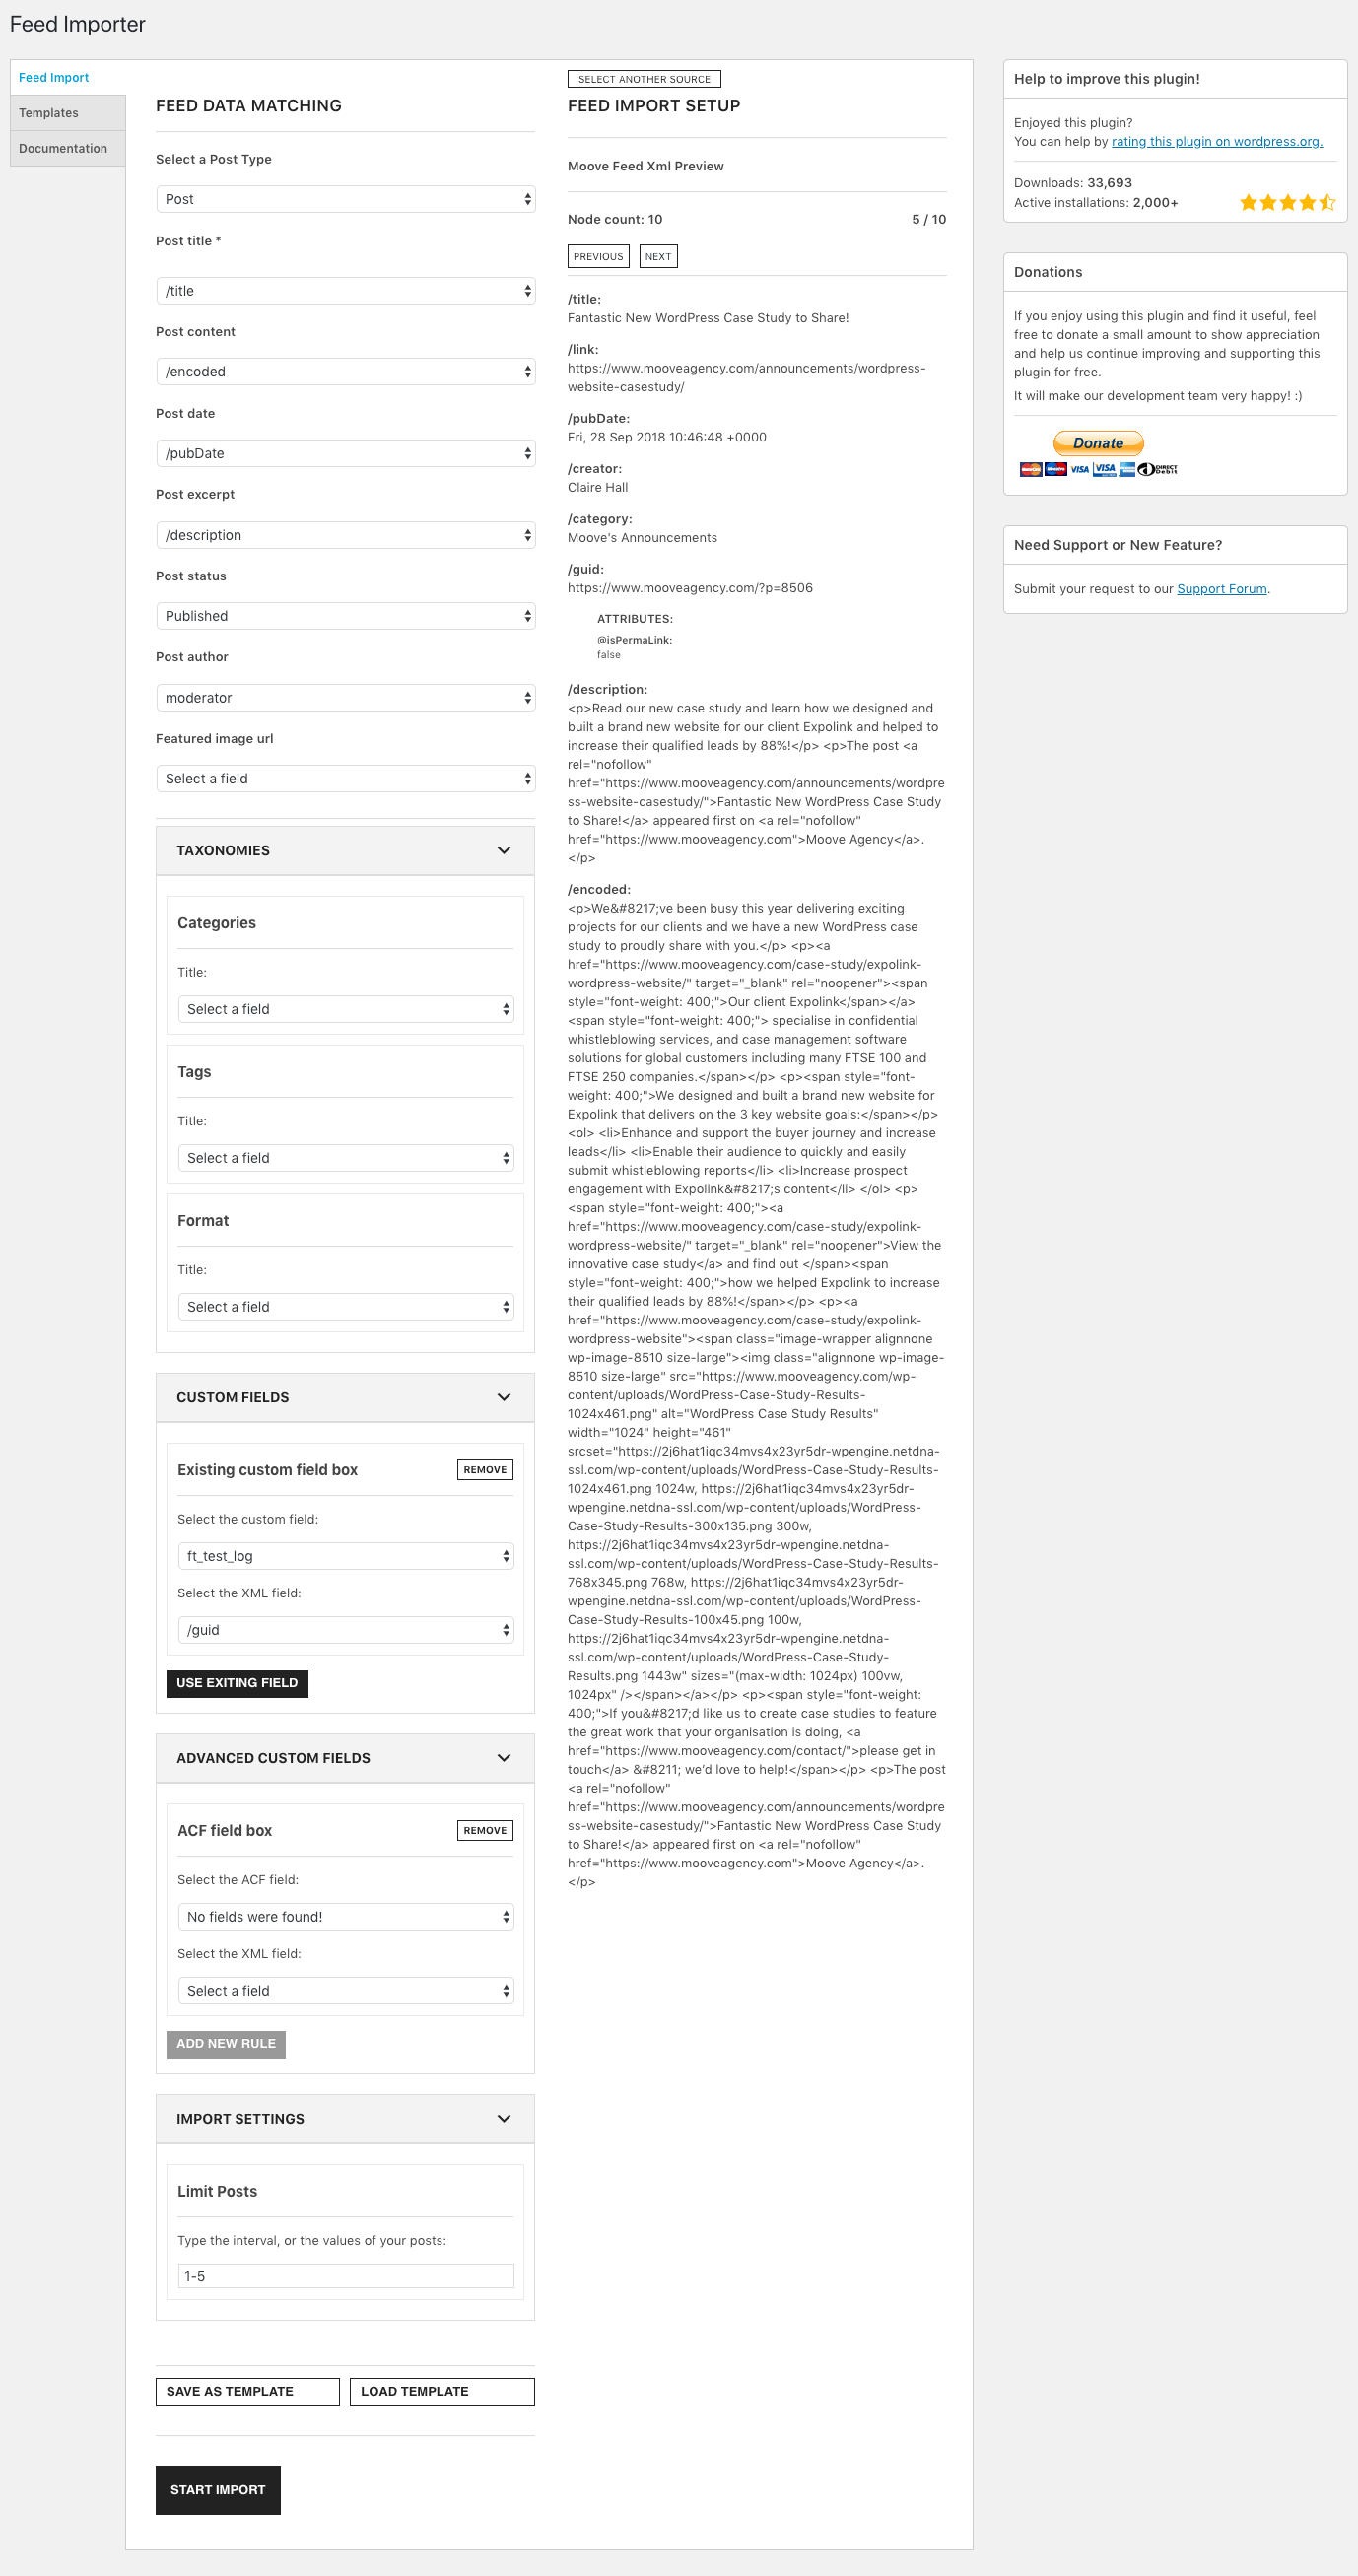 Feed Importer
Feed Import
Templates
Documentation
FEED DATA MATCHING
Select a Post Type
Post
Post title *
/title
Post content
/encoded
Post date
/pubDate
Post excerpt
/description
Post status
Published
Post author
moderator
Featured image url
Select a field
TAXONOMIES
Categories
Title:
Select a field
Tags
Title:
Select a field
Format
Title:
Select a field
CUSTOM FIELDS
Existing custom field box
REMOVE
Select the custom field:
ft_test_log
Select the XML field:
/guid
USE EXITING FIELD
ADVANCED CUSTOM FIELDS
ACF field box
REMOVE
Select the ACF field:
No fields were found!
Select the XML field:
Select a field
ADD NEW RULE
IMPORT SETTINGS
Limit Posts
Type the interval, or the values of your posts:
1-5
SAVE AS TEMPLATE
LOAD TEMPLATE
START IMPORT
SELECT ANOTHER SOURCE
FEED IMPORT SETUP
Moove Feed Xml Preview
Node count: 10
5 / 10
PREVIOUS
NEXT
/title:
Fantastic New WordPress Case Study to Share!
/link:
https://www.mooveagency.com/announcements/wordpress-
website-casestudy/
/pubDate:
Fri, 28 Sep 2018 10:46:48 +0000
/creator:
Claire Hall
/category:
Moove's Announcements
/guid:
https://www.mooveagency.com/?p=8506
ATTRIBUTES:
@isPermaLink:
false
/description:
<p>Read our new case study and learn how we designed and
built a brand new website for our client Expolink and helped to
increase their qualified leads by 88%!</p> <p>The post <a
rel="nofollow"
href="https://www.mooveagency.com/announcements/wordpre
ss-website-casestudy/">Fantastic New WordPress Case Study
to Share!</a> appeared first on <a rel="nofollow"
href="https://www.mooveagency.com">Moove Agency</a>.
</p>
/encoded:
<p>We&#8217;ve been busy this year delivering exciting
projects for our clients and we have a new WordPress case
study to proudly share with you.</p> <p><a
href="https://www.mooveagency.com/case-study/expolink-
wordpress-website/" target="_blank" rel="noopener"><span
style="font-weight: 400;">Our client Expolink</span></a>
<span style="font-weight: 400;"> specialise in confidential
whistleblowing services, and case management software
solutions for global customers including many FTSE 100 and
FTSE 250 companies.</span></p> <p><span style="font-
weight: 400;">We designed and built a brand new website for
Expolink that delivers on the 3 key website goals:</span></p>
<ol> <li>Enhance and support the buyer journey and increase
leads</li> <li>Enable their audience to quickly and easily
submit whistleblowing reports</li> <li>Increase prospect
engagement with Expolink&#8217;s content</li> </ol> <p>
<span style="font-weight: 400;"><a
href="https://www.mooveagency.com/case-study/expolink-
wordpress-website/" target="_blank" rel="noopener">View the
innovative case study</a> and find out </span><span
style="font-weight: 400;">how we helped Expolink to increase
their qualified leads by 88%!</span></p> <p><a
href="https://www.mooveagency.com/case-study/expolink-
wordpress-website"><span class="image-wrapper alignnone
wp-image-8510 size-large"><img class="alignnone wp-image-
8510 size-large" src="https://www.mooveagency.com/wp-
content/uploads/WordPress-Case-Study-Results-
1024x461.png" alt="WordPress Case Study Results"
width="1024" height="461"
srcset="https://2j6hat1iqc34mvs4x23yr5dr-wpengine.netdna-
ssl.com/wp-content/uploads/WordPress-Case-Study-Results-
1024x461.png 1024w, https://2j6hat1iqc34mvs4x23yr5dr-
wpengine.netdna-ssl.com/wp-content/uploads/WordPress-
Case-Study-Results-300x135.png 300w,
https://2j6hat1iqc34mvs4x23yr5dr-wpengine.netdna-
ssl.com/wp-content/uploads/WordPress-Case-Study-Results-
768x345.png 768w, https://2j6hat1iqc34mvs4x23yr5dr-
wpengine.netdna-ssl.com/wp-content/uploads/WordPress-
Case-Study-Results-100x45.png 100w,
https://2j6hat1iqc34mvs4x23yr5dr-wpengine.netdna-
ssl.com/wp-content/uploads/WordPress-Case-Study-
Results.png 1443w" sizes="(max-width: 1024px) 100vw,
1024px" /></span></a></p> <p><span style="font-weight:
400;">If you&#8217;d like us to create case studies to feature
the great work that your organisation is doing, <a
href="https://www.mooveagency.com/contact/">please get in
touch</a> &#8211; we’d love to help!</span></p> <p>The post
<a rel="nofollow"
href="https://www.mooveagency.com/announcements/wordpre
ss-website-casestudy/">Fantastic New WordPress Case Study
to Share!</a> appeared first on <a rel="nofollow"
href="https://www.mooveagency.com">Moove Agency</a>.
</p>
Help to improve this plugin!
Enjoyed this plugin?
You can help by rating this plugin on wordpress.org.
Downloads: 33,693
Active installations: 2,000+
Donations
If you enjoy using this plugin and find it useful, feel
free to donate a small amount to show appreciation
and help us continue improving and supporting this
plugin for free.
It will make our development team very happy! :)
Donate
VISA
VISA
DIRECT
Debit
Need Support or New Feature?
Submit your request to our Support Forum.